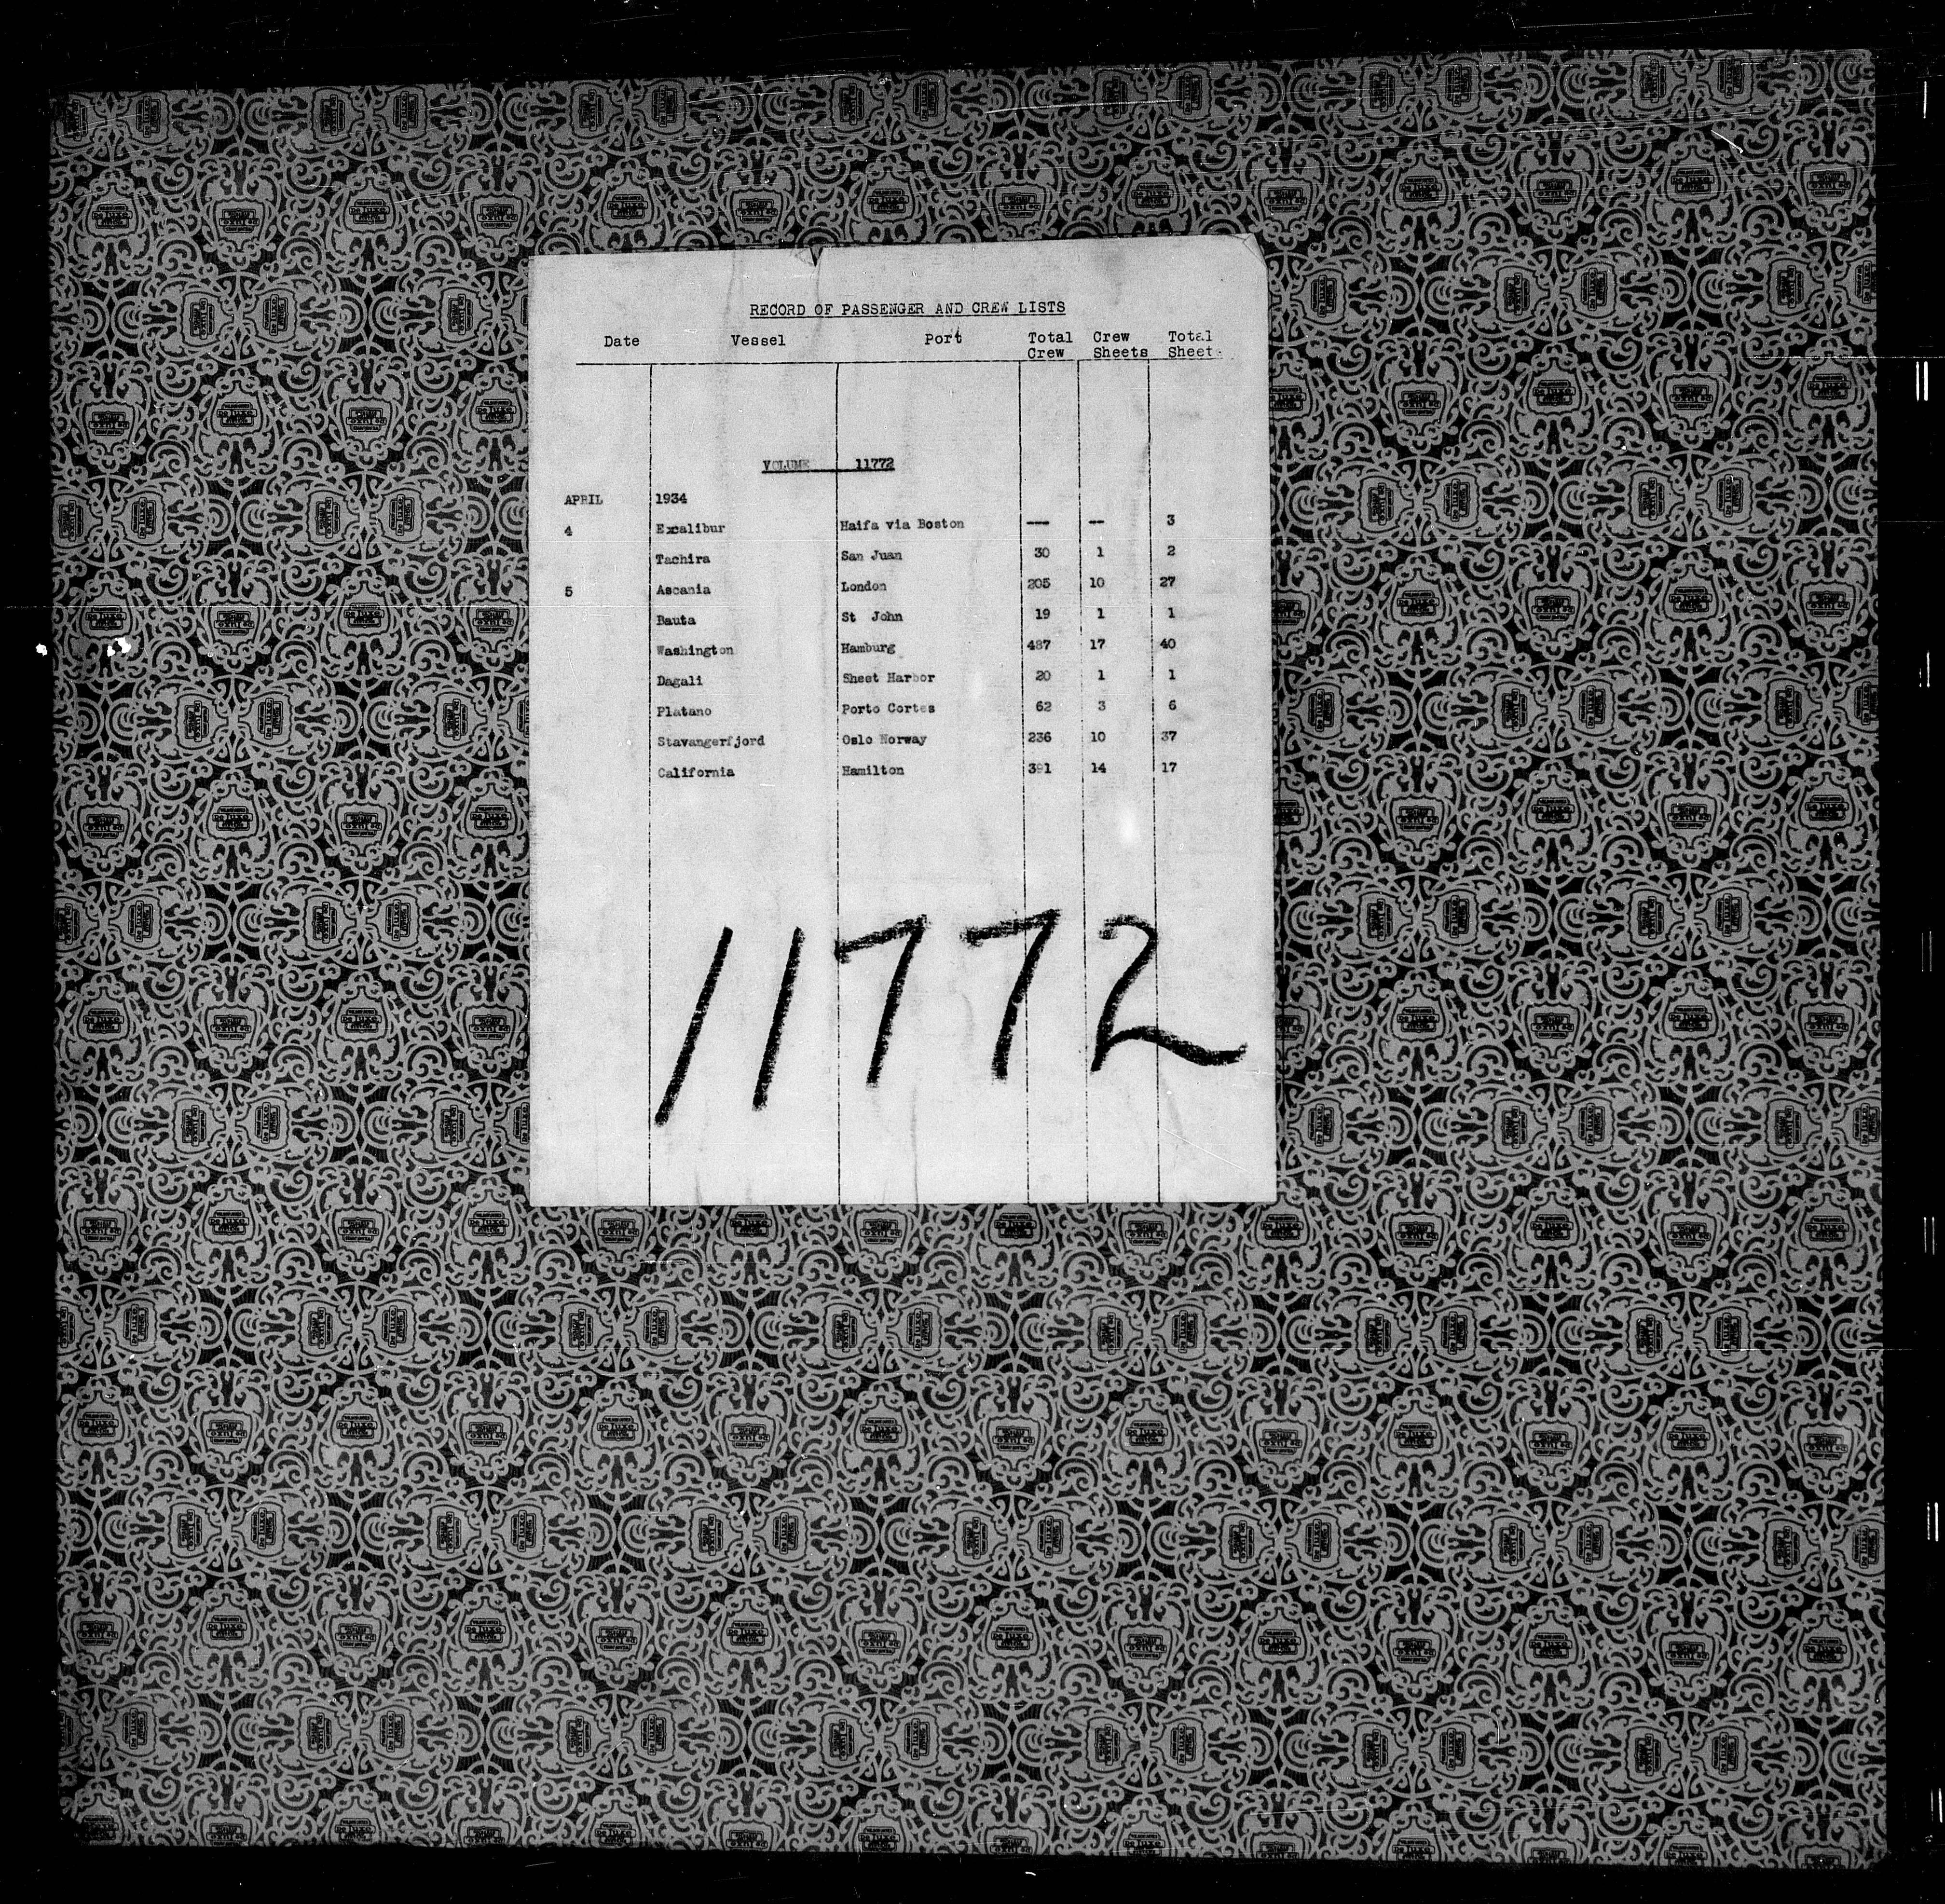 RECORD OF PASSENGER AND CREW LISTS
Date Vessel Port Total Crew Crew Sheets Total Sheets
VOLUME 11772
APRIL 1934
4 Excalibur Haifa via Boston --- -- 3
Tachira San Juan 30 1 2
5 Ascania London 205 10 27
Bauta St John 19 1 1
Washington Hamburg 487 17 40
Dagali Sheet Harbor 20 1 1
Platano Porto Cortes 62 3 6
Stavangerfjord Oslo Norway 236 10 37
California Hamilton 391 14 17
11772
De luxe